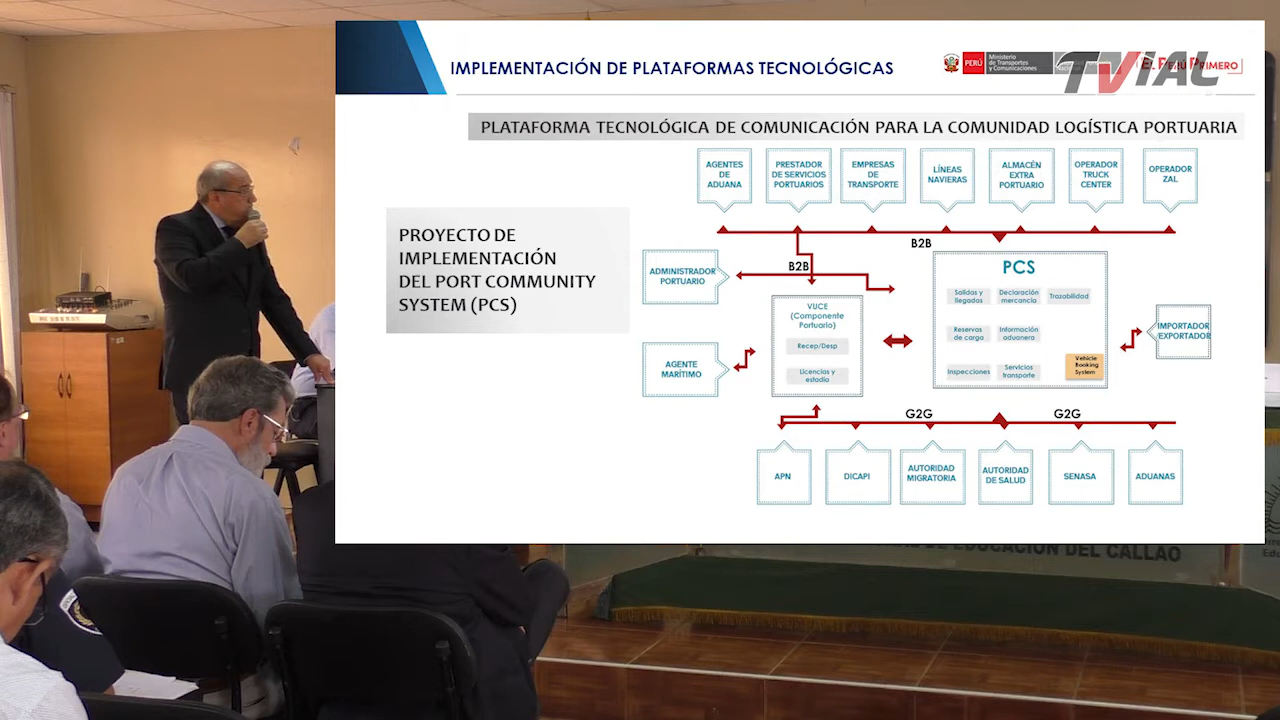 IMPLEMENTACIÓN DE PLATAFORMAS TECNOLÓGICAS
PERÚ
Ministerio
de Transportes
y Comunicaciones
EL PERÚ PRIMERO
TVIAL
PLATAFORMA TECNOLÓGICA DE COMUNICACIÓN PARA LA COMUNIDAD LOGÍSTICA PORTUARIA
PROYECTO DE
IMPLEMENTACIÓN
DEL PORT COMMUNITY
SYSTEM (PCS)
AGENTES
DE
ADUANA
PRESTADOR
DE SERVICIOS
PORTUARIOS
EMPRESAS
DE
TRANSPORTE
LÍNEAS
NAVIERAS
ALMACÉN
EXTRA
PORTUARIO
OPERADOR
TRUCK
CENTER
OPERADOR
ZAL
B2B
B2B
ADMINISTRADOR
PORTUARIO
AGENTE
MARÍTIMO
VUCE
(Componente
Portuario)
Recep/Desp
Licencias y
estadía
PCS
Salidas y
llegadas
Declaración
mercancía
Trazabilidad
Reservas
de carga
Información
aduanera
Inspecciones
Servicios
transporte
Vehicle
Booking
System
IMPORTADOR
/EXPORTADOR
G2G
G2G
APN
DICAPI
AUTORIDAD
MIGRATORIA
AUTORIDAD
DE SALUD
SENASA
ADUANAS
DE EDUCACIÓN DEL CALLAO